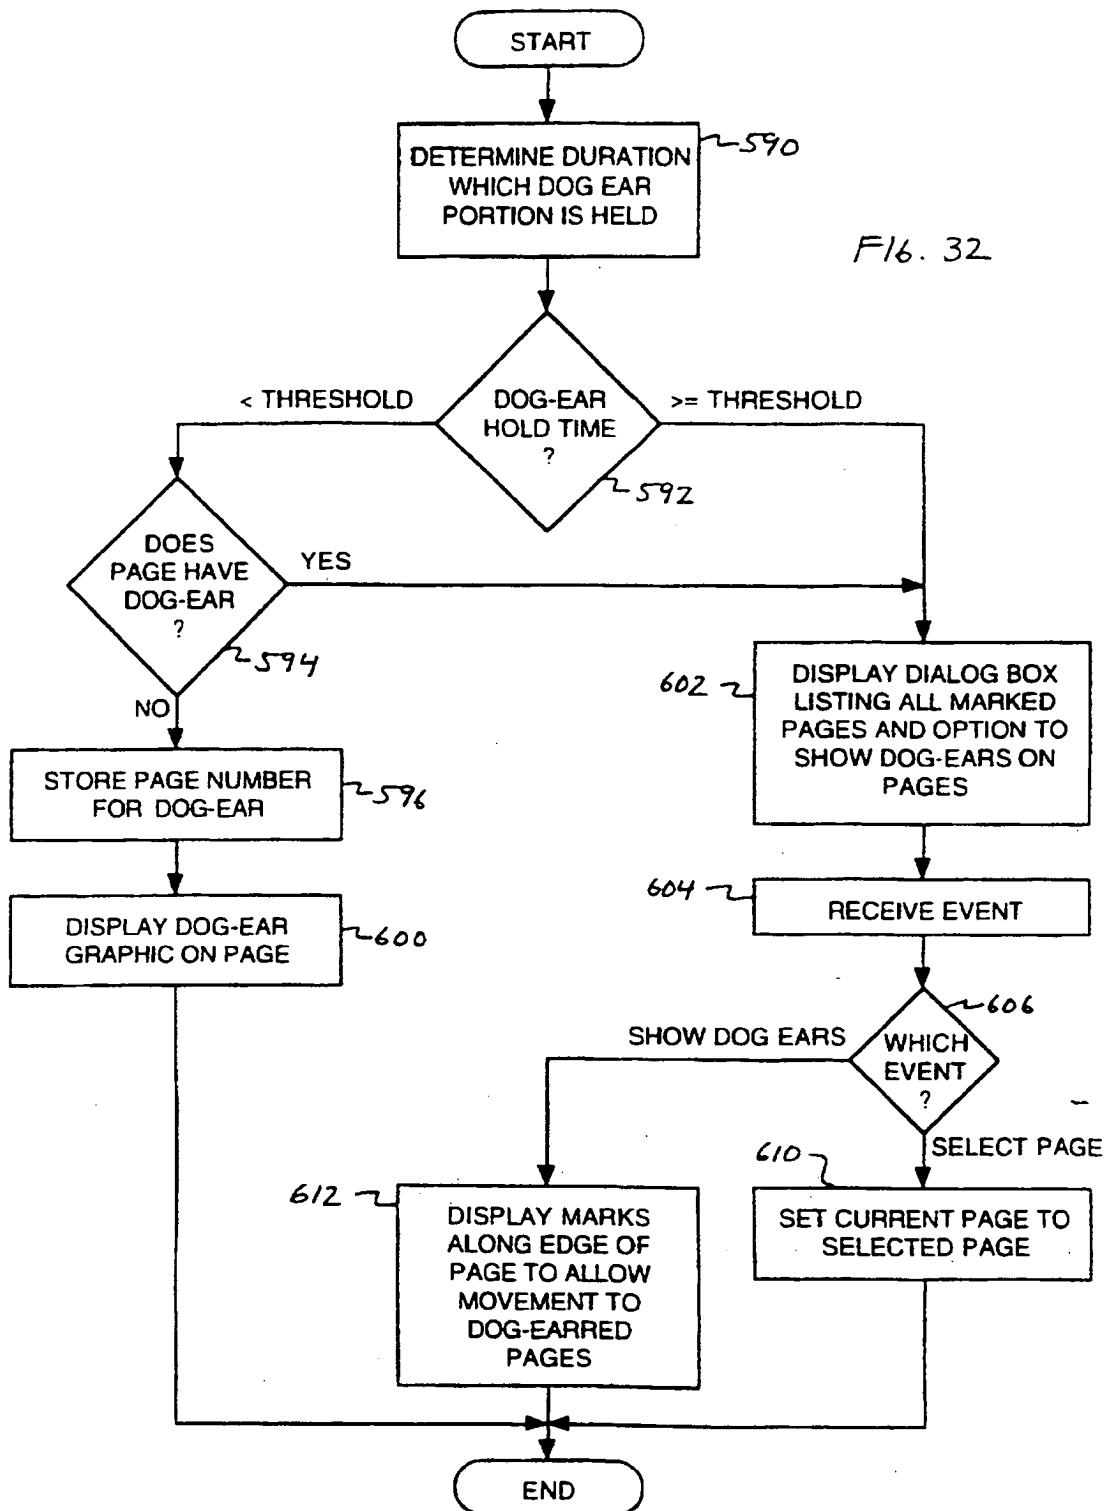 START
DETERMINE DURATION
WHICH DOG EAR
PORTION IS HELD
590
FIG. 32
< THRESHOLD
DOG-EAR
HOLD TIME
?
>= THRESHOLD
592
DOES
PAGE HAVE
DOG-EAR
?
YES
594
NO
STORE PAGE NUMBER
FOR DOG-EAR
596
DISPLAY DOG-EAR
GRAPHIC ON PAGE
600
602
DISPLAY DIALOG BOX
LISTING ALL MARKED
PAGES AND OPTION TO
SHOW DOG-EARS ON
PAGES
604
RECEIVE EVENT
606
SHOW DOG EARS
WHICH
EVENT
?
SELECT PAGE
610
SET CURRENT PAGE TO
SELECTED PAGE
612
DISPLAY MARKS
ALONG EDGE OF
PAGE TO ALLOW
MOVEMENT TO
DOG-EARRED
PAGES
END